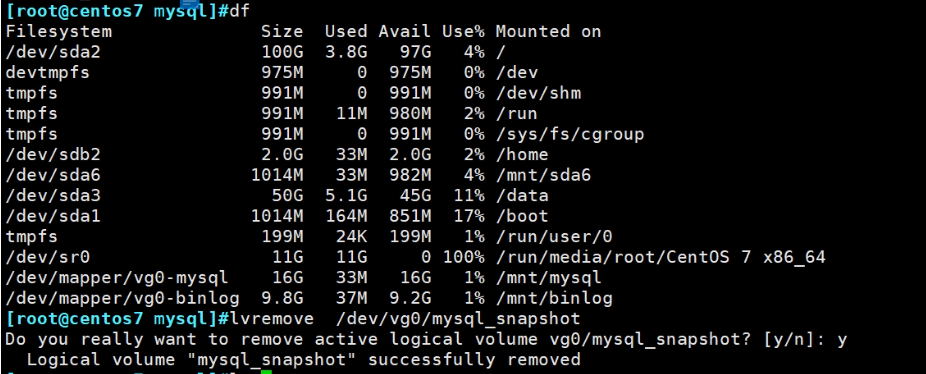 [root@centos7 mysql]#df
Filesystem Size Used Avail Use% Mounted on
/dev/sda2 100G 3.8G 97G 4% /
devtmpfs 975M 0 975M 0% /dev
tmpfs 991M 0 991M 0% /dev/shm
tmpfs 991M 11M 980M 2% /run
tmpfs 991M 0 991M 0% /sys/fs/cgroup
/dev/sdb2 2.0G 33M 2.0G 2% /home
/dev/sda6 1014M 33M 982M 4% /mnt/sda6
/dev/sda3 50G 5.1G 45G 11% /data
/dev/sda1 1014M 164M 851M 17% /boot
tmpfs 199M 24K 199M 1% /run/user/0
/dev/sr0 11G 11G 0 100% /run/media/root/CentOS 7 x86_64
/dev/mapper/vg0-mysql 16G 33M 16G 1% /mnt/mysql
/dev/mapper/vg0-binlog 9.8G 37M 9.2G 1% /mnt/binlog
[root@centos7 mysql]#lvremove /dev/vg0/mysql_snapshot
Do you really want to remove active logical volume vg0/mysql_snapshot? [y/n]: y
Logical volume "mysql_snapshot" successfully removed